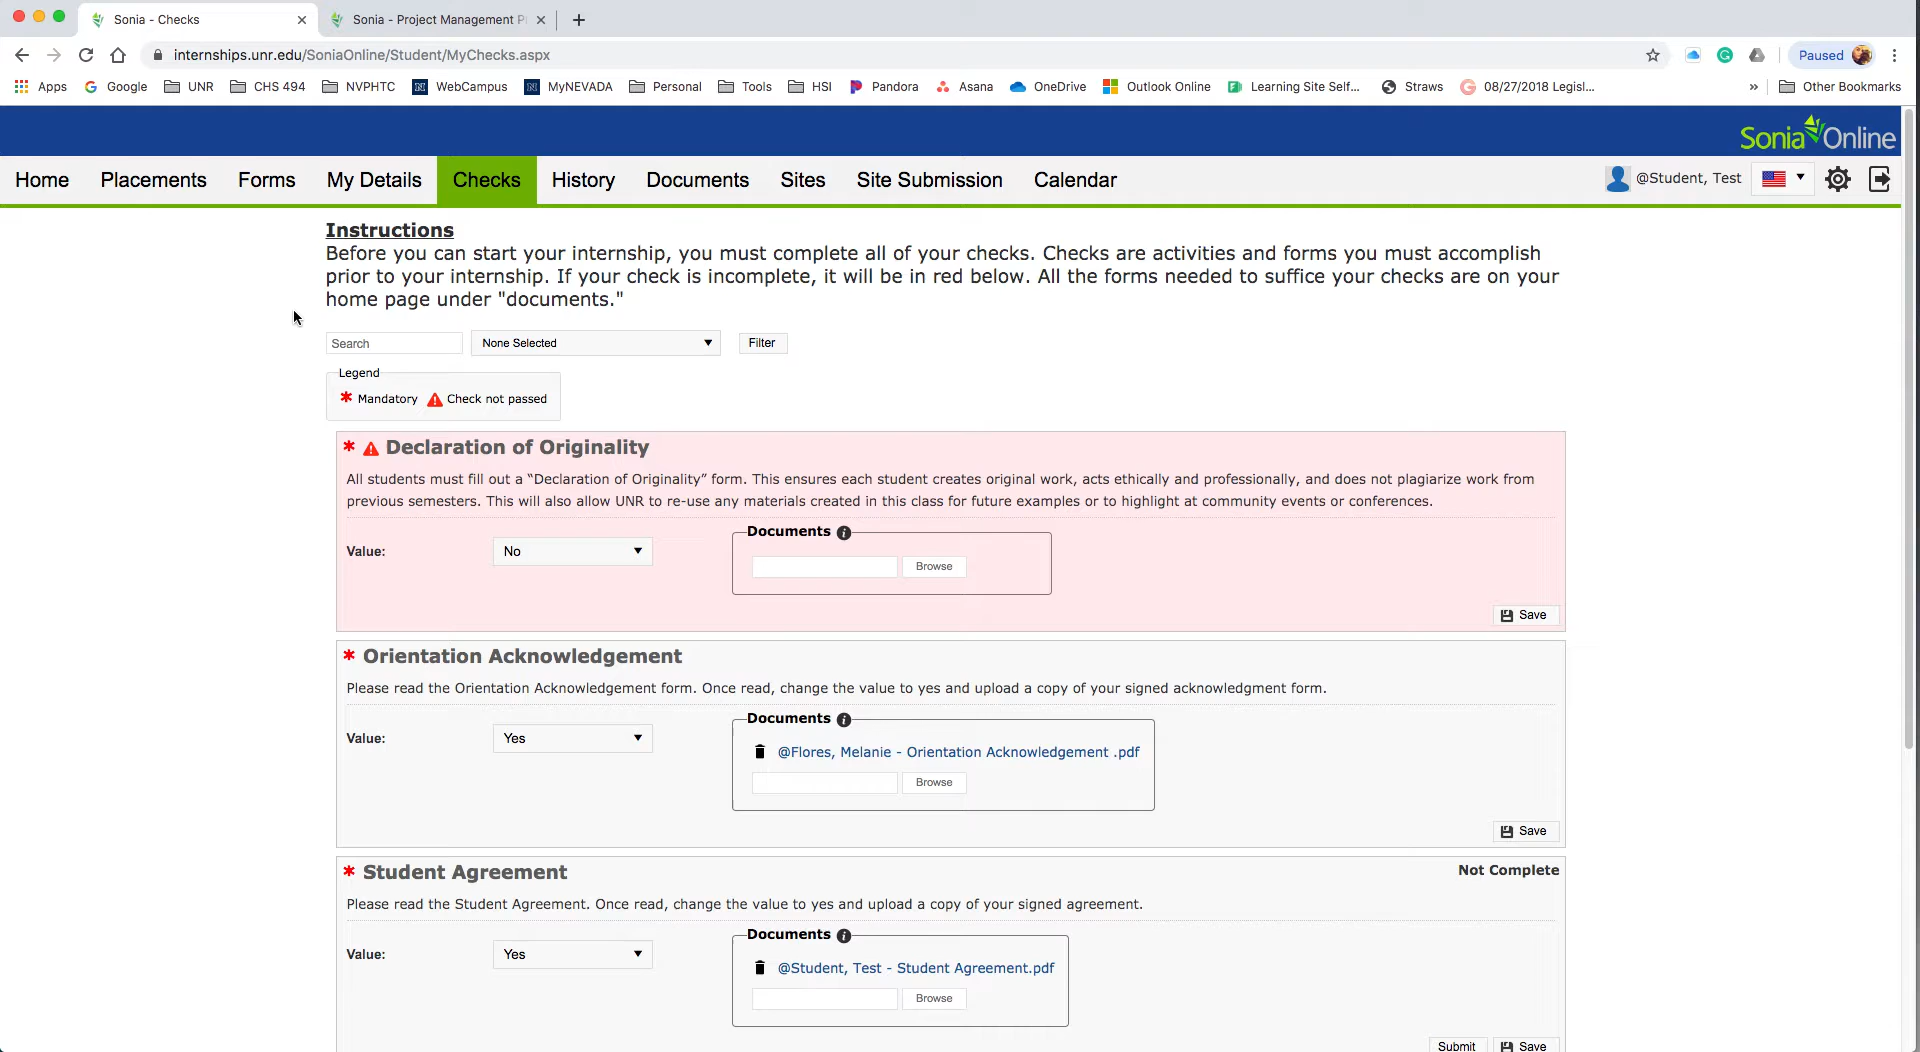 Sonia - Checks
Sonia - Project Management P
internships.unr.edu/SoniaOnline/Student/MyChecks.aspx
Paused
Apps Google UNR CHS 494 NVPHTC WebCampus MyNEVADA Personal Tools HSI Pandora Asana OneDrive Outlook Online Learning Site Self... Straws 08/27/2018 Legisl... » Other Bookmarks
Sonia Online
Home Placements Forms My Details Checks History Documents Sites Site Submission Calendar @Student, Test
Instructions
Before you can start your internship, you must complete all of your checks. Checks are activities and forms you must accomplish
prior to your internship. If your check is incomplete, it will be in red below. All the forms needed to suffice your checks are on your
home page under "documents."
Search None Selected Filter
Legend
* Mandatory Check not passed
* Declaration of Originality
All students must fill out a “Declaration of Originality” form. This ensures each student creates original work, acts ethically and professionally, and does not plagiarize work from
previous semesters. This will also allow UNR to re-use any materials created in this class for future examples or to highlight at community events or conferences.
Documents
Value: No
Browse
Save
* Orientation Acknowledgement
Please read the Orientation Acknowledgement form. Once read, change the value to yes and upload a copy of your signed acknowledgment form.
Documents
Value: Yes
@Flores, Melanie - Orientation Acknowledgement .pdf
Browse
Save
* Student Agreement Not Complete
Please read the Student Agreement. Once read, change the value to yes and upload a copy of your signed agreement.
Documents
Value: Yes
@Student, Test - Student Agreement.pdf
Browse
Submit Save